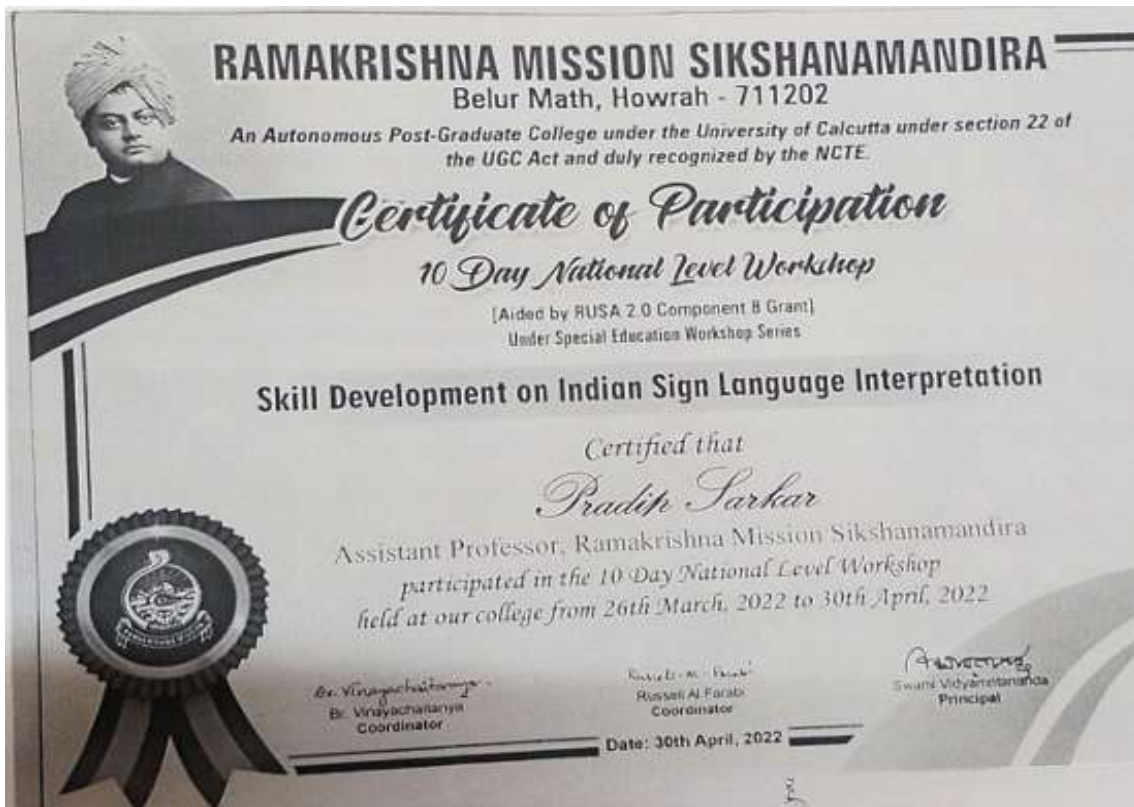 RAMAKRISHNA MISSION SIKSHANAMANDIRA
Belur Math, Howrah - 711202
An Autonomous Post-Graduate College under the University of Calcutta under section 22 of
the UGC Act and duly recognized by the NCTE.
Certificate of Participation
10 Day National Level Workshop
[Aided by RUSA 2.0 Component 8 Grant]
Under Special Education Workshop Series
Skill Development on Indian Sign Language Interpretation
Certified that
Pradip Sarkar
Assistant Professor, Ramakrishna Mission Sikshanamandira
participated in the 10 Day National Level Workshop
held at our college from 26th March, 2022 to 30th April, 2022
RAMAKRISHNA MISSION
Br. Vinayachaitanya
Br. Vinayachaitanya
Coordinator
Russell Al Farabi
Coordinator
Swami Vidyamritananda
Principal
Date: 30th April, 2022